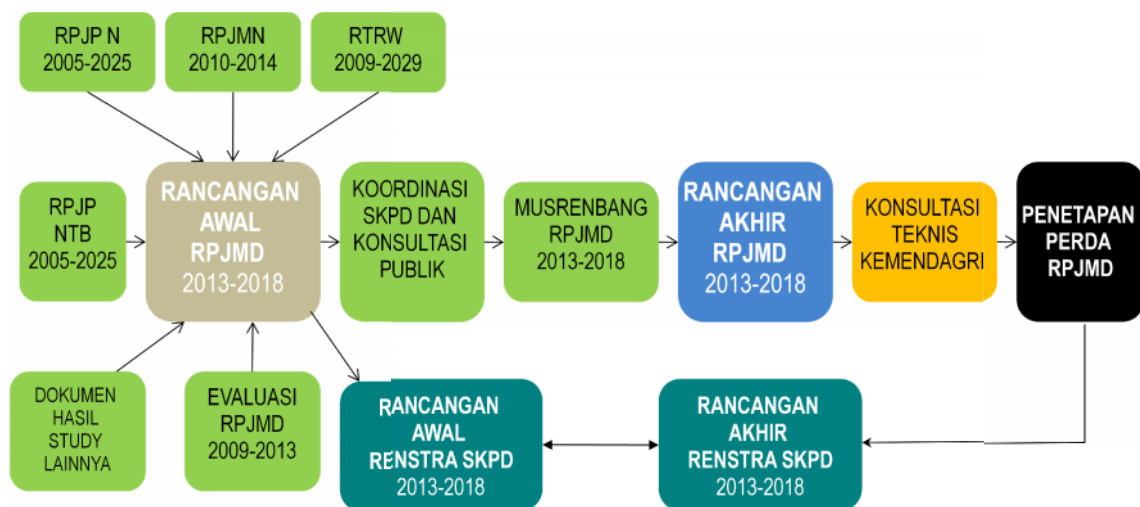 RPJP N
2005-2025
RPJMN
2010-2014
RTRW
2009-2029
RPJP
NTB
2005-2025
RANCANGAN
AWAL
RPJMD
2013-2018
KOORDINASI
SKPD DAN
KONSULTASI
PUBLIK
MUSRENBANG
RPJMD
2013-2018
RANCANGAN
AKHIR
RPJMD
2013-2018
KONSULTASI
TEKNIS
KEMENDAGRI
PENETAPAN
PERDA
RPJMD
DOKUMEN
HASIL
STUDY
LAINNYA
EVALUASI
RPJMD
2009-2013
RANCANGAN
AWAL
RENSTRA SKPD
2013-2018
RANCANGAN
AKHIR
RENSTRA SKPD
2013-2018